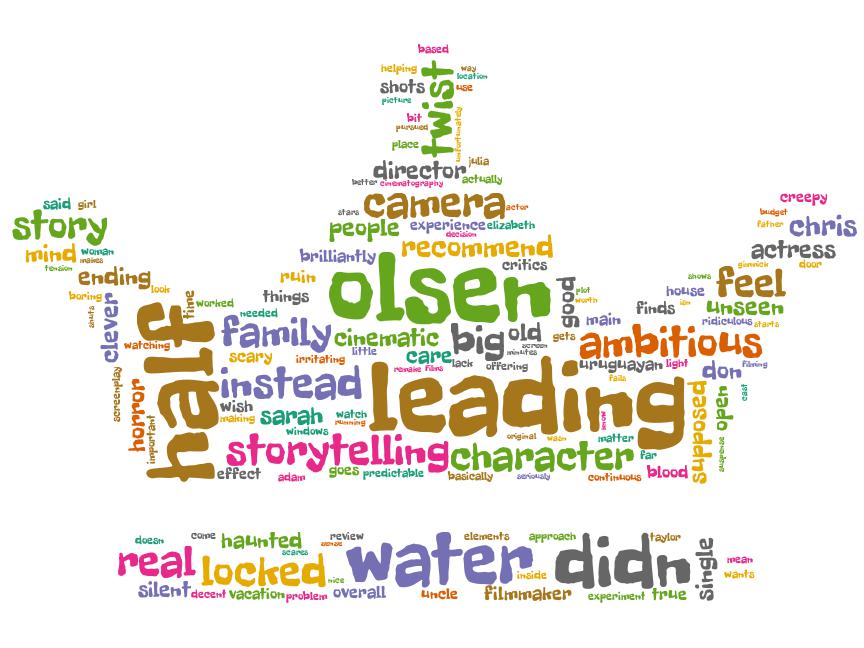 based
helping way
location
shots twist use
picture
bit
pursued
place unfortunately
director julia
better cinematography actually
stars camera actor
people experience elizabeth
decision
brilliantly recommend
critics
ruin olsen good plot
things worth
said girl
story
mind woman
makes
tension
ending look
boring time
shuts clever worked
needed
watching half family cinematic big old
screen
minutes
scary irritating little care lack gets
remake films offering
creepy
budget
father chris
actress
gimmick door
shows feel
house unseen
finds isn
main ridiculous starts
ambitious
uruguayan light don filming
fails cast
screenplay
horror
important
instead leading
wish
making sarah watch
running
windows
original wasn know
matter
supposed open
suspense
storytelling character far
effect adam goes predictable basically seriously continuous blood
doesn come haunted review elements approach taylor
sense
scares
real locked nice water inside didn single mean
wants
silent decent vacation problem overall uncle filmmaker experiment true